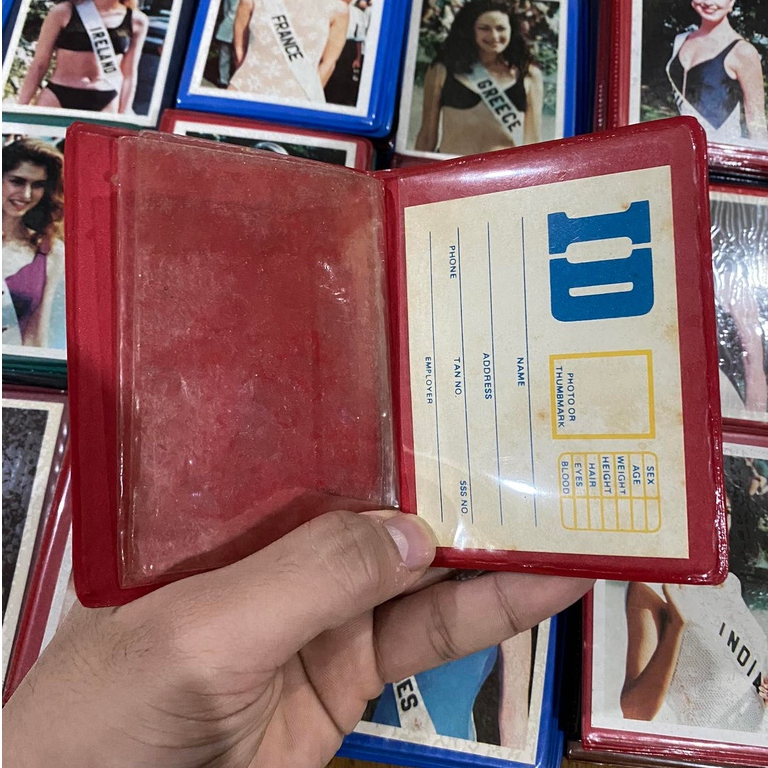 IRELAND
FRANCE
GREECE
ID
PHOTO OR
THUMBMARK
SEX
AGE
WEIGHT
HEIGHT
HAIR
EYES
BLOOD
NAME
ADDRESS
PHONE TAN NO. SSS NO.
EMPLOYER
ES
INDIA